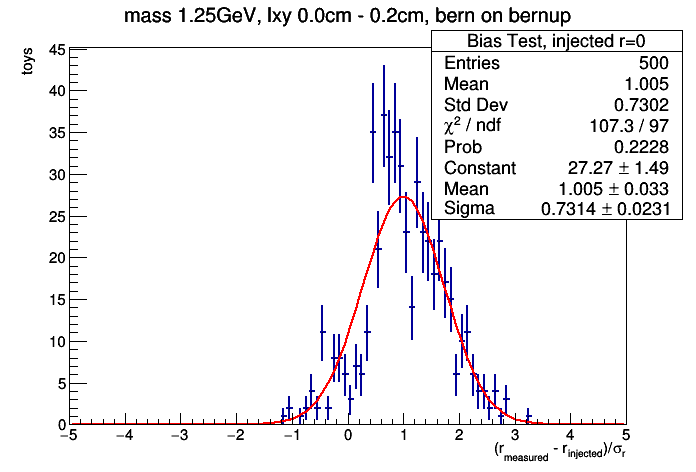 mass 1.25GeV, lxy 0.0cm - 0.2cm, bern on bernup
Bias Test, injected r=0
Entries 500
Mean 1.005
Std Dev 0.7302
χ² / ndf 107.3 / 97
Prob 0.2228
Constant 27.27 ± 1.49
Mean 1.005 ± 0.033
Sigma 0.7314 ± 0.0231
toys
45
40
35
30
25
20
15
10
5
0
−5 −4 −3 −2 −1 0 1 2 3 4 5
(r_measured - r_injected)/σ_r